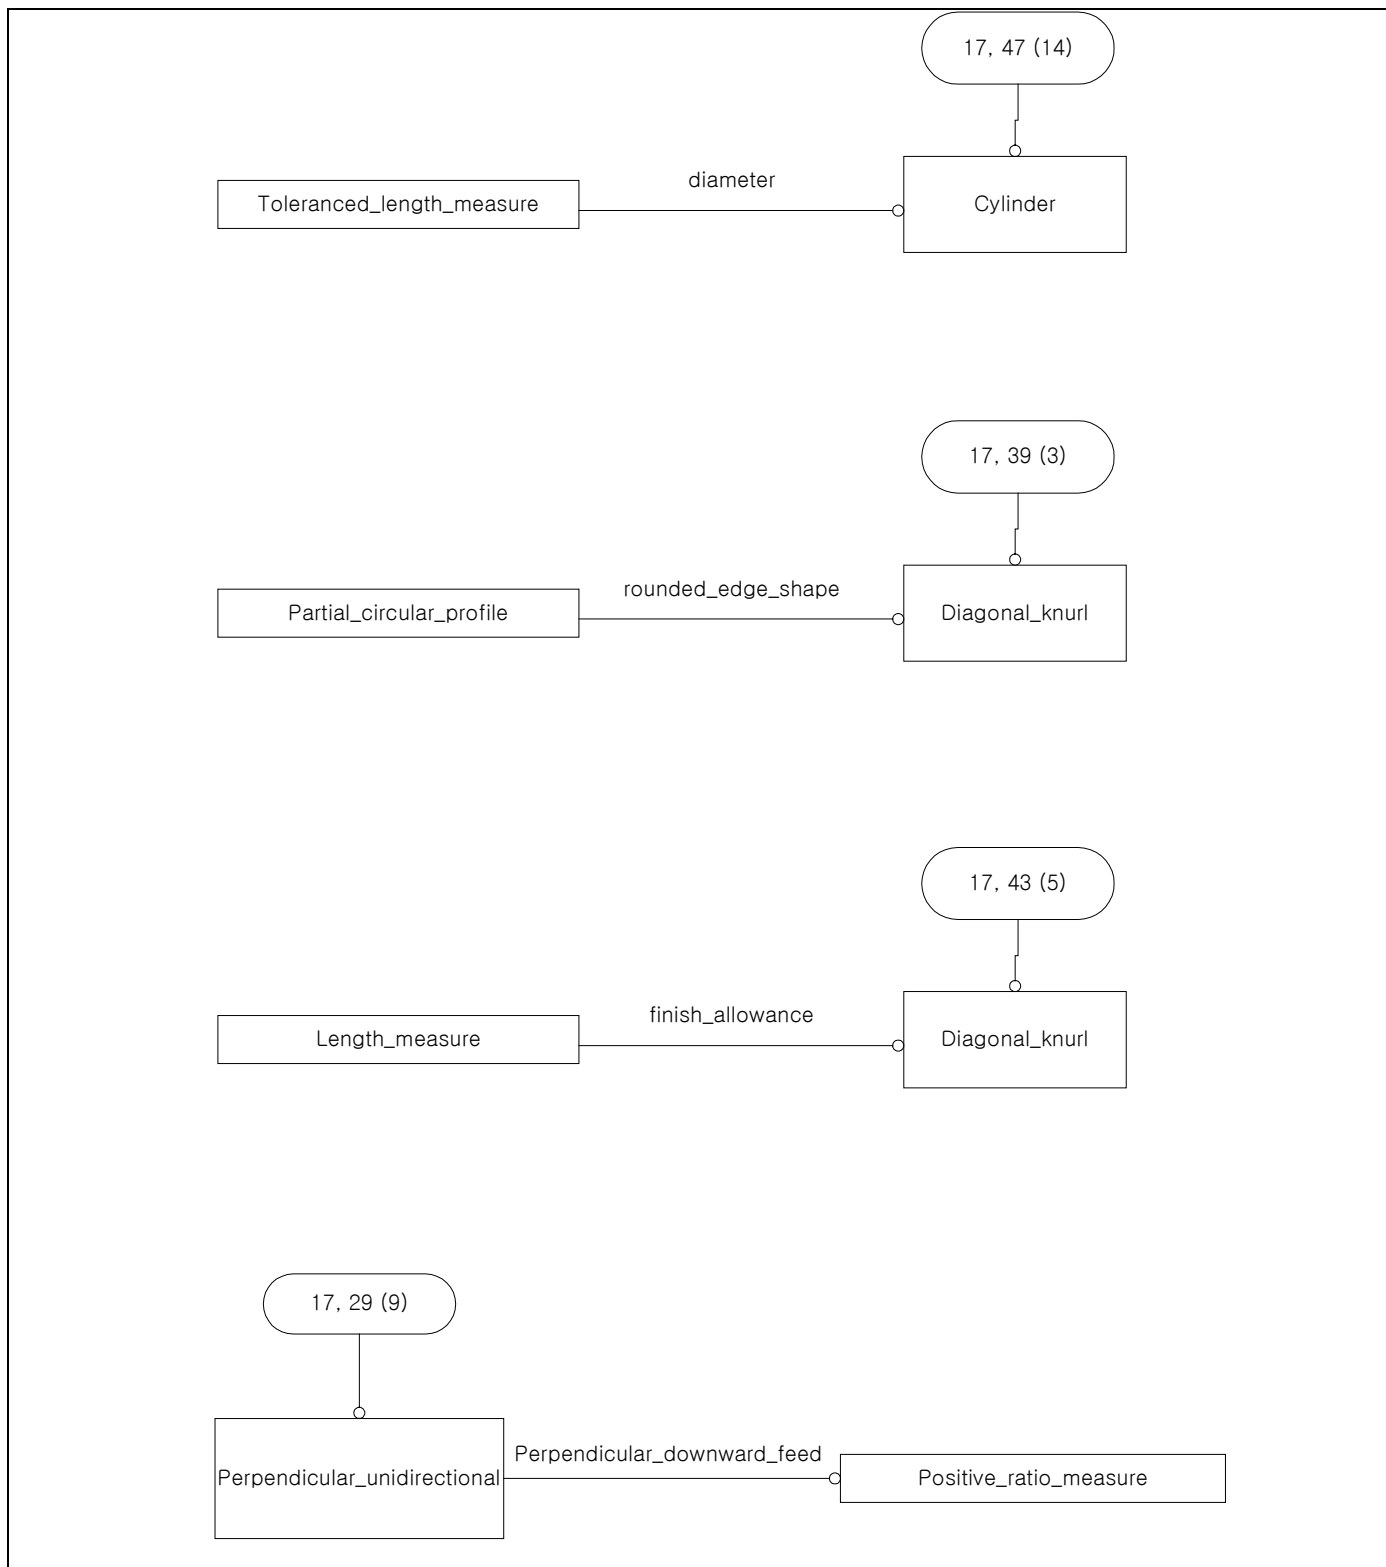 17, 47 (14)
diameter
Toleranced_length_measure
Cylinder
17, 39 (3)
rounded_edge_shape
Partial_circular_profile
Diagonal_knurl
17, 43 (5)
finish_allowance
Length_measure
Diagonal_knurl
17, 29 (9)
Perpendicular_downward_feed
Perpendicular_unidirectional
Positive_ratio_measure